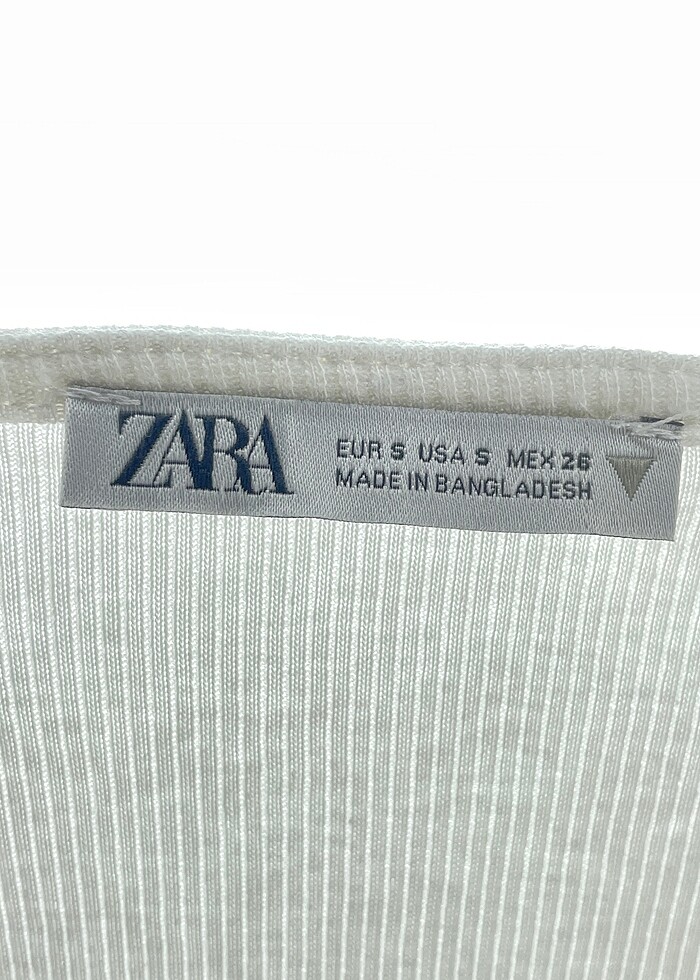 ZARA
EUR S USA S MEX 26
MADE IN BANGLADESH